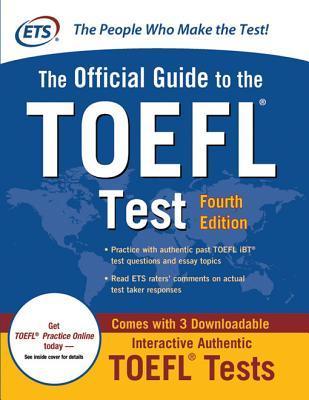 ETS® The People Who Make the Test!
The Official Guide to the
TOEFL®
Test Fourth
Edition
• Practice with authentic past TOEFL iBT®
test questions and essay topics
• Read ETS raters' comments on actual
test taker responses
Get
TOEFL® Practice Online
today —
See inside cover for details
Comes with 3 Downloadable
Interactive Authentic
TOEFL® Tests